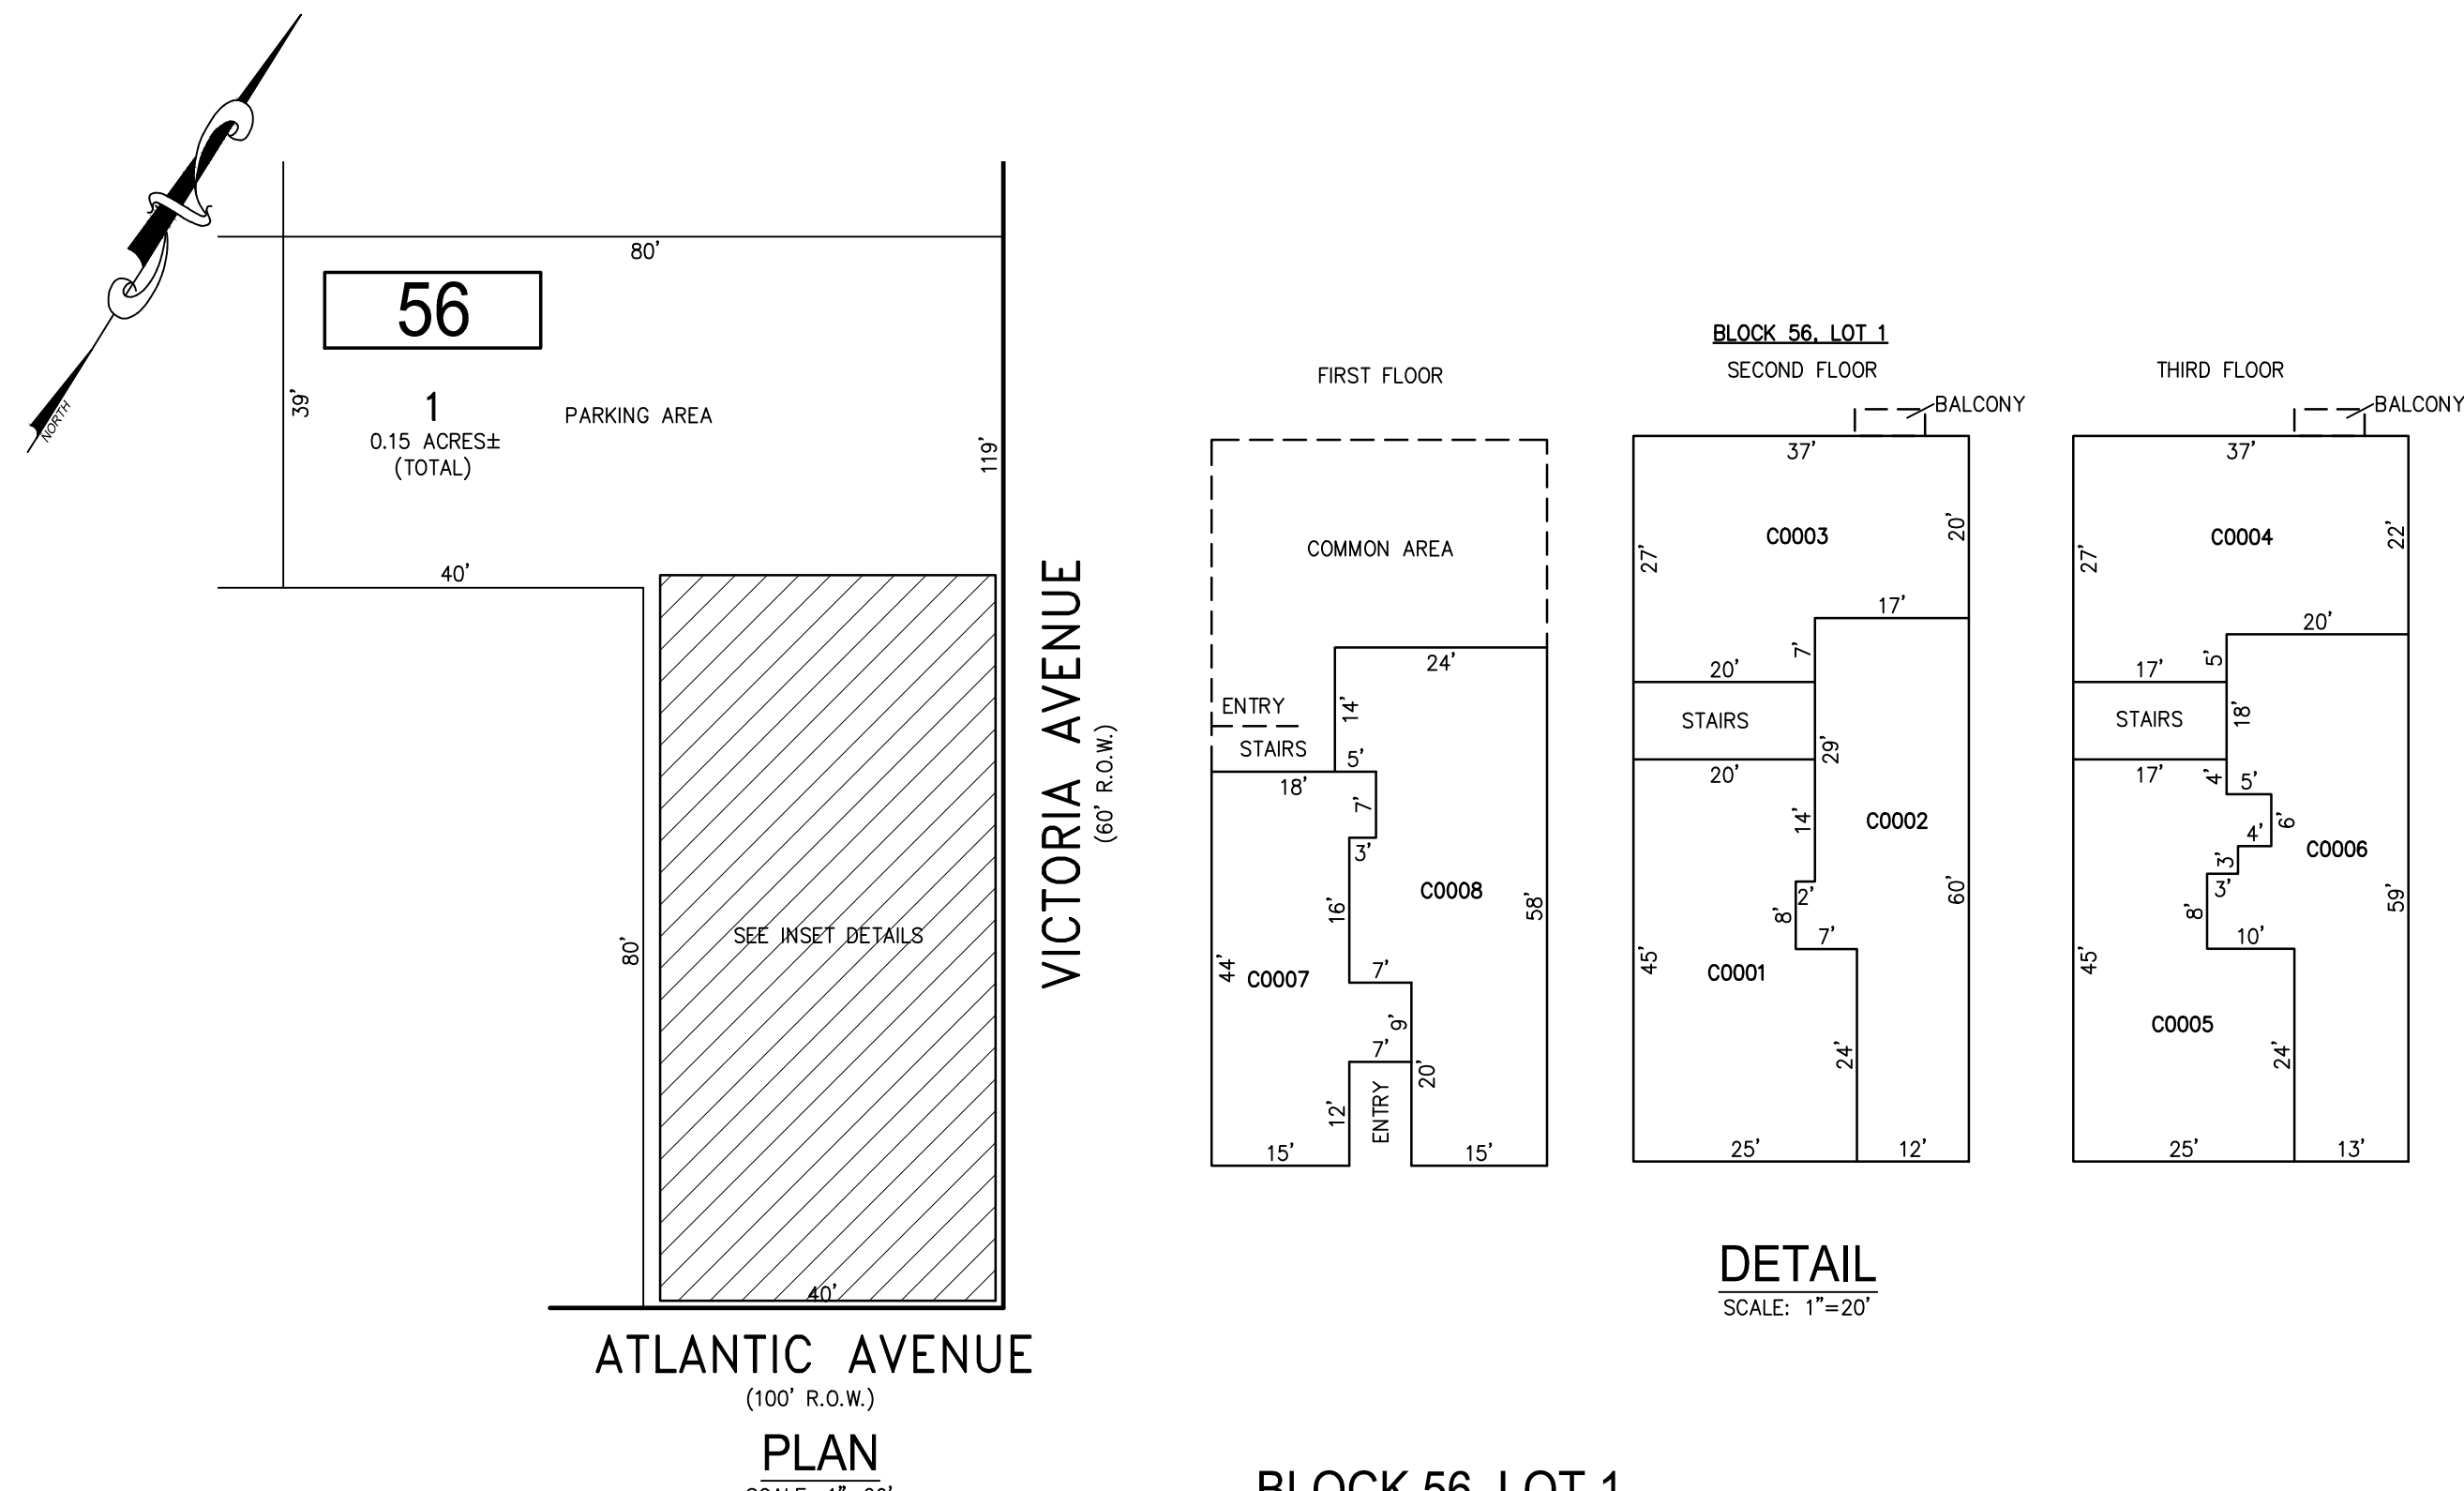 NORTH
80'
56
39'
1
0.15 ACRES±
(TOTAL)
PARKING AREA
119'
40'
80'
SEE INSET DETAILS
40'
VICTORIA AVENUE
(60' R.O.W.)
ATLANTIC AVENUE
(100' R.O.W.)
PLAN
BLOCK 56, LOT 1
FIRST FLOOR
COMMON AREA
24'
ENTRY
14'
STAIRS
5'
18'
7'
3'
C0008
16'
58'
44'
C0007
7'
9'
7'
20'
12'
ENTRY
15'
15'
SECOND FLOOR
BALCONY
37'
C0003
20'
27'
17'
7'
20'
STAIRS
29'
20'
14'
C0002
2'
60'
8'
7'
45'
C0001
24'
25'
12'
THIRD FLOOR
BALCONY
37'
C0004
22'
27'
20'
5'
17'
STAIRS
18'
17'
4'
5'
6'
4'
C0006
3'
3'
59'
8'
10'
45'
C0005
24'
25'
13'
DETAIL
SCALE: 1"=20'
BLOCK 56, LOT 1